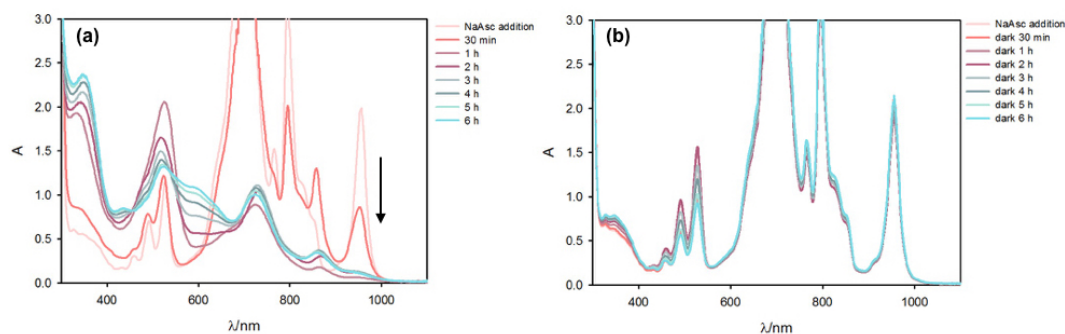 (a)
3.0
2.5
2.0
1.5
1.0
0.5
0.0
A
400
600
800
1000
λ/nm
NaAsc addition
30 min
1 h
2 h
3 h
4 h
5 h
6 h
(b)
3.0
2.5
2.0
1.5
1.0
0.5
0.0
A
400
600
800
1000
λ/nm
NaAsc addition
dark 30 min
dark 1 h
dark 2 h
dark 3 h
dark 4 h
dark 5 h
dark 6 h